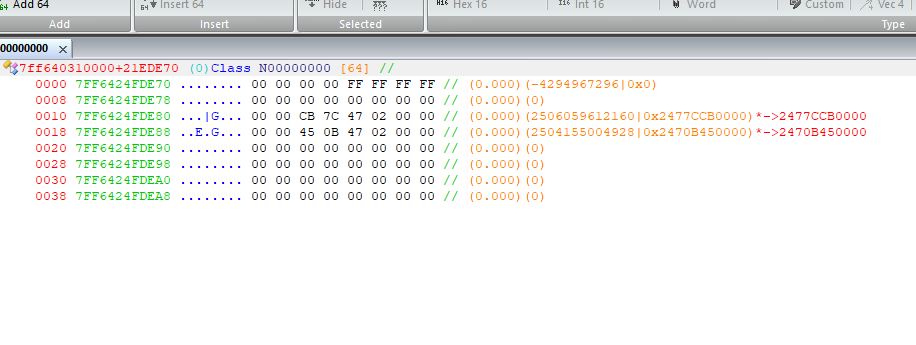 64 Add 64 64 Insert 64 Hide H16 Hex 16 I16 Int 16 W Word Custom Vec 4
Add Insert Selected Type
00000000 ×
7ff640310000+21EDE70 (0)Class N00000000 [64] //
0000 7FF6424FDE70 ........ 00 00 00 00 FF FF FF FF // (0.000)(-4294967296|0x0)
0008 7FF6424FDE78 ........ 00 00 00 00 00 00 00 00 // (0.000)(0)
0010 7FF6424FDE80 ...|G... 00 00 CB 7C 47 02 00 00 // (0.000)(2506059612160|0x2477CCB0000)*->2477CCB0000
0018 7FF6424FDE88 ..E.G... 00 00 45 0B 47 02 00 00 // (0.000)(2504155004928|0x2470B450000)*->2470B450000
0020 7FF6424FDE90 ........ 00 00 00 00 00 00 00 00 // (0.000)(0)
0028 7FF6424FDE98 ........ 00 00 00 00 00 00 00 00 // (0.000)(0)
0030 7FF6424FDEA0 ........ 00 00 00 00 00 00 00 00 // (0.000)(0)
0038 7FF6424FDEA8 ........ 00 00 00 00 00 00 00 00 // (0.000)(0)